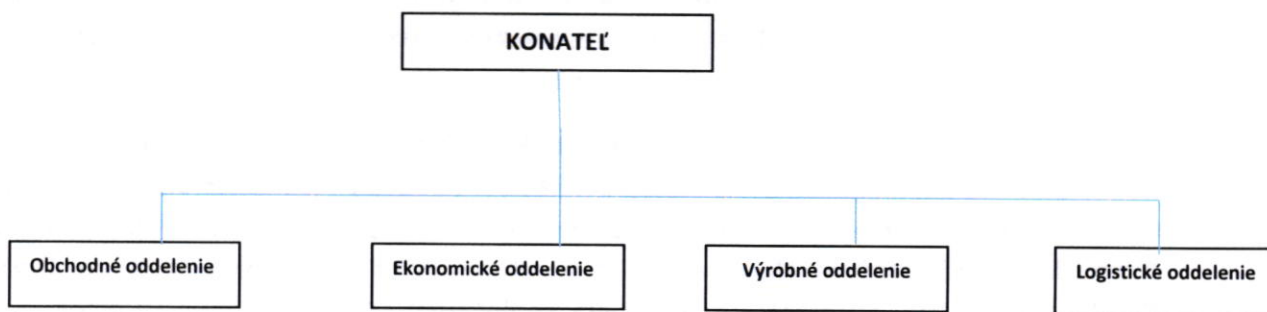 KONATEĽ
Obchodné oddelenie
Ekonomické oddelenie
Výrobné oddelenie
Logistické oddelenie